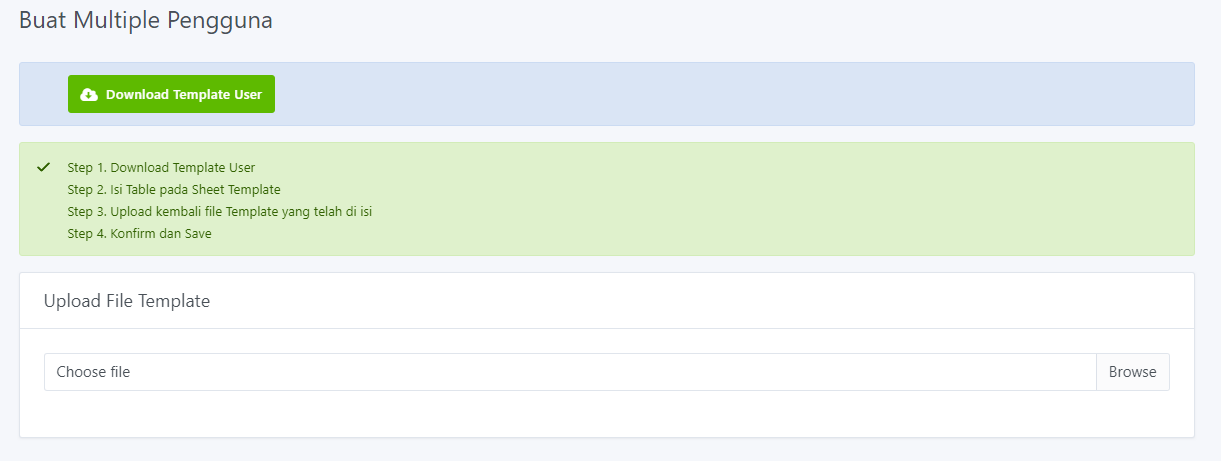 Buat Multiple Pengguna
Download Template User
Step 1. Download Template User
Step 2. Isi Table pada Sheet Template
Step 3. Upload kembali file Template yang telah di isi
Step 4. Konfirm dan Save
Upload File Template
Choose file
Browse